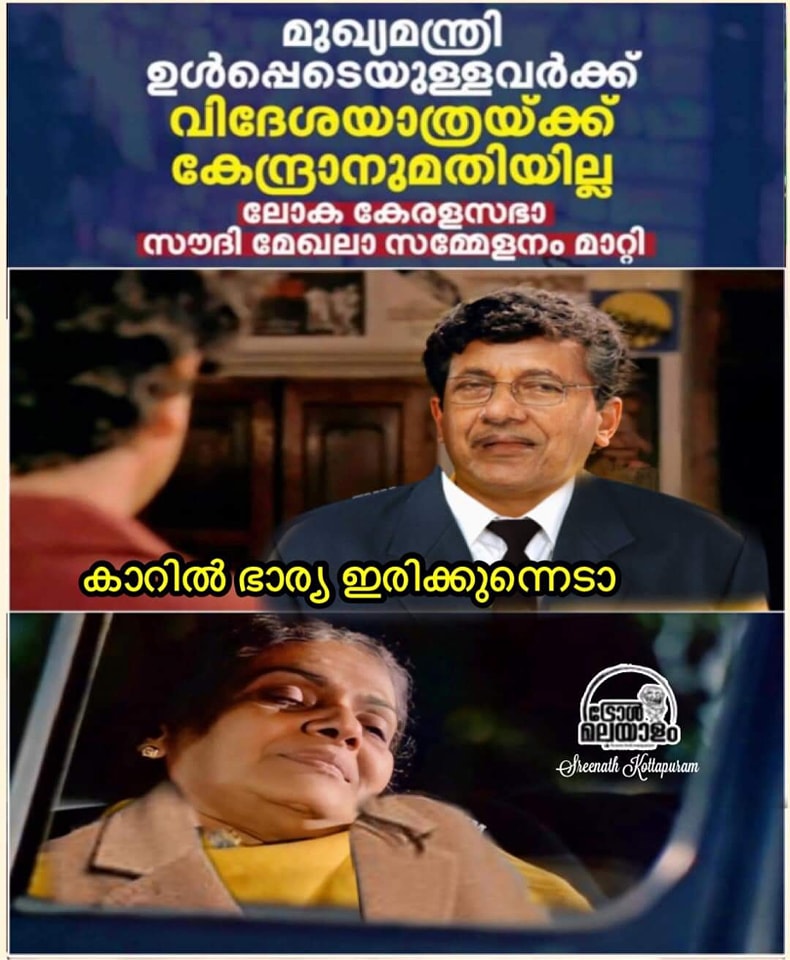 മുഖ്യമന്ത്രി
ഉൾപ്പെടെയുള്ളവർക്ക്
വിദേശയാത്രയ്ക്ക്
കേന്ദ്രാനുമതിയില്ല
ലോക കേരളസഭാ
സൗദി മേഖലാ സമ്മേളനം മാറ്റി
കാറിൽ ഭാര്യ ഇരിക്കുന്നെടാ
ട്രോൾ
മലയാളം
Sreenath Kottapuram